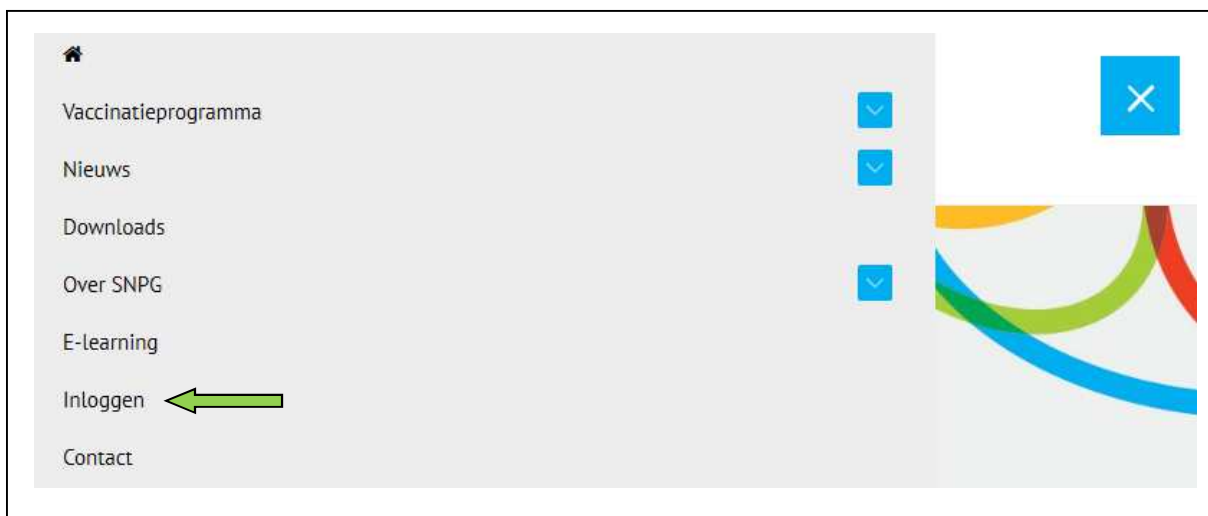 Vaccinatieprogramma
Nieuws
Downloads
Over SNPG
E-learning
Inloggen
Contact